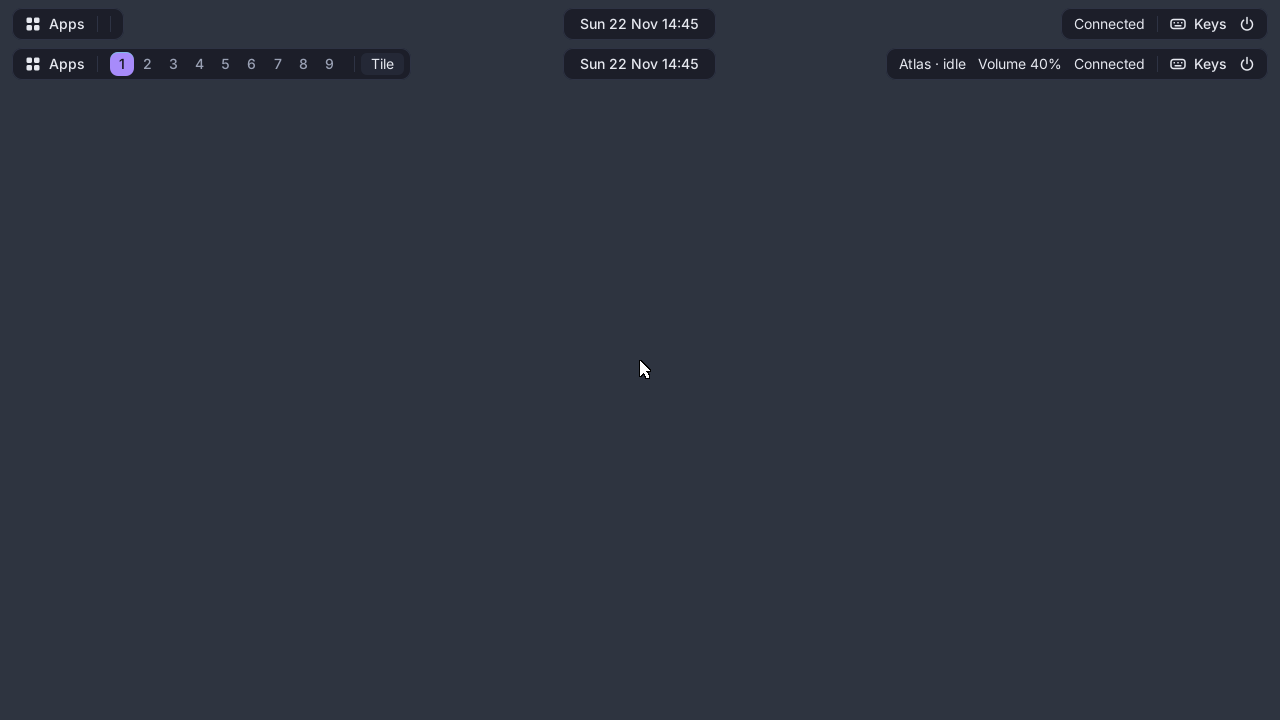 Apps Sun 22 Nov 14:45 Connected Keys
Apps 1 2 3 4 5 6 7 8 9 Tile Sun 22 Nov 14:45 Atlas · idle Volume 40% Connected Keys